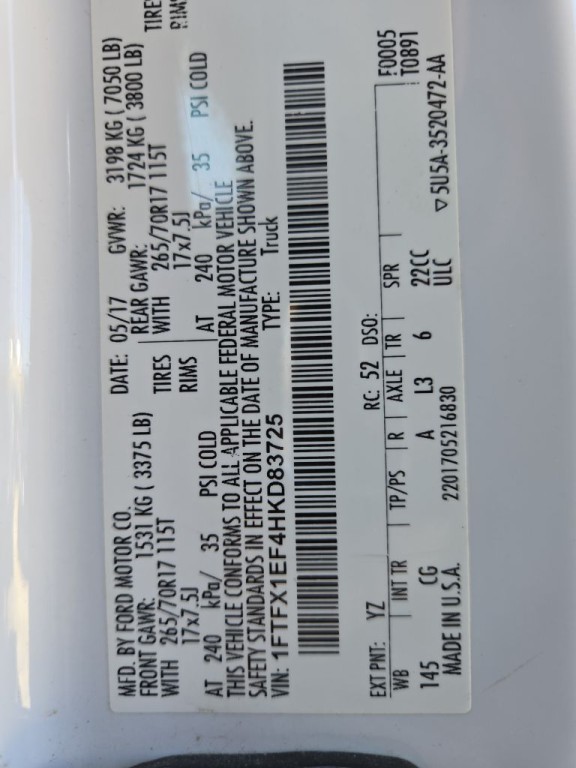 MFD. BY FORD MOTOR CO.
DATE: 05/17 GVWR: 3198 KG ( 7050 LB)
FRONT GAWR: 1531 KG ( 3375 LB) REAR GAWR: 1724 KG ( 3800 LB)
WITH 265/70R17 115T TIRES WITH 265/70R17 115T TIRE
17x7.5J RIMS 17x7.5J RIMS
AT 240 kPa/ 35 PSI COLD AT 240 kPa/ 35 PSI COLD
THIS VEHICLE CONFORMS TO ALL APPLICABLE FEDERAL MOTOR VEHICLE
SAFETY STANDARDS IN EFFECT ON THE DATE OF MANUFACTURE SHOWN ABOVE.
VIN: 1FTFX1EF4HKD83725 TYPE: Truck
F0005
T0891
EXT PNT: YZ RC: 52 DSO:
WB INT TR TP/PS R AXLE TR SPR
145 CG A L3 6 22CC
ULC
▽ 5U5A-3520472-AA
MADE IN U.S.A. 2201705216830